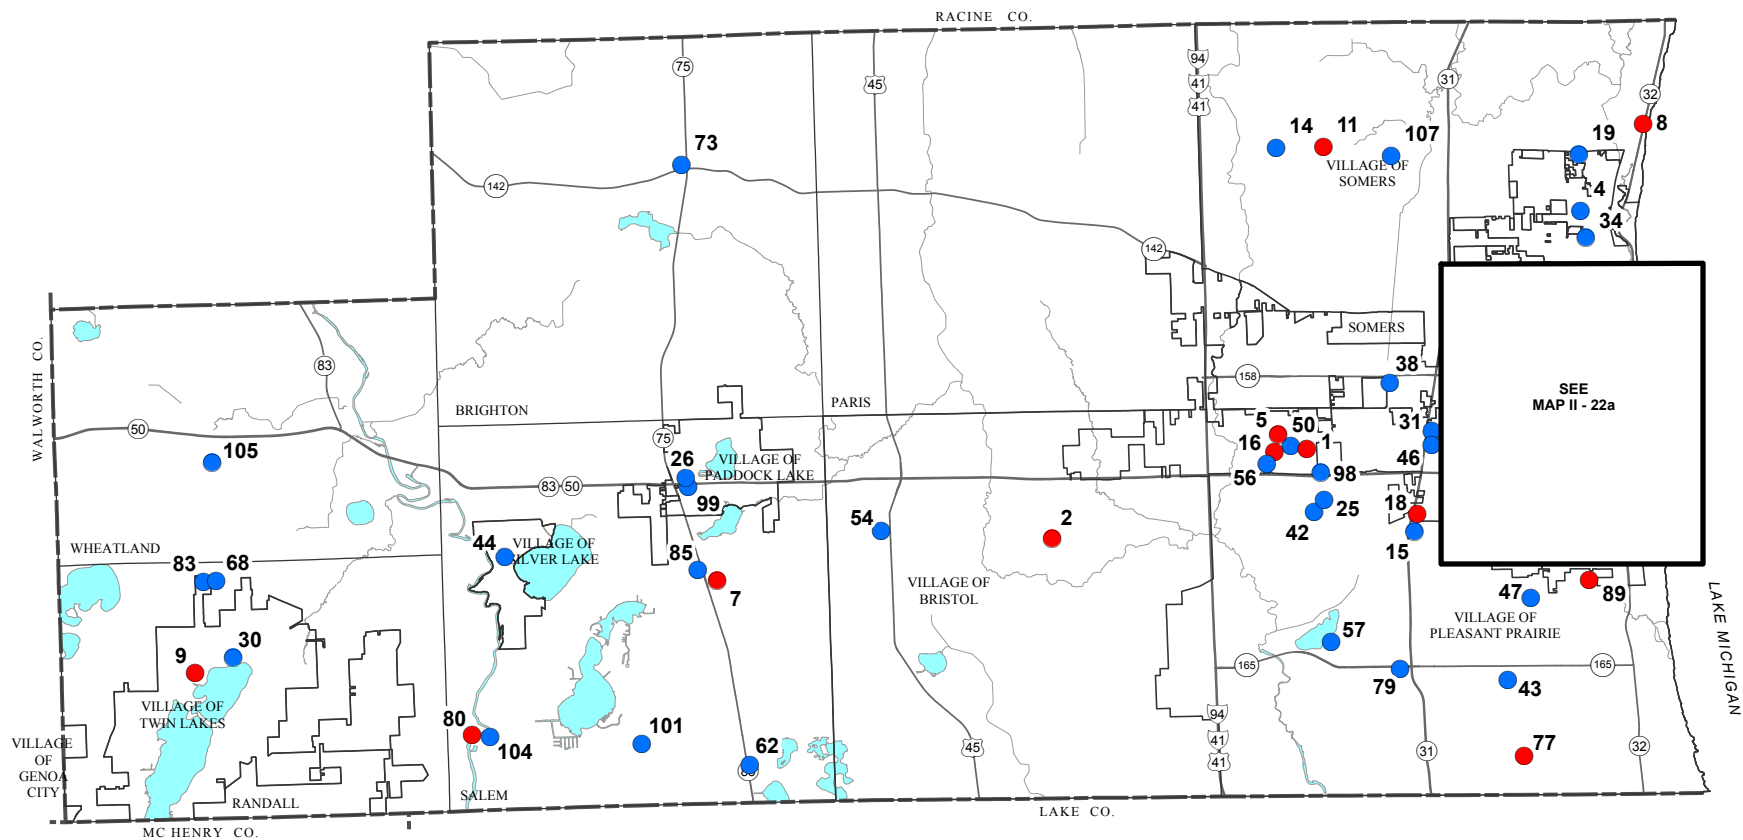 RACINE CO.
94
41
41
75
45
31
32
8
14
11
107
19
73
VILLAGE OF
SOMERS
142
4
34
142
WALWORTH CO.
83
SOMERS
38
158
SEE
MAP II - 22a
BRIGHTON
PARIS
50
75
5
50
1
31
16
46
105
26
VILLAGE OF
PADDOCK LAKE
56
98
83
50
99
54
2
42
25
18
15
WHEATLAND
44
VILLAGE OF
SILVER LAKE
83
68
85
7
VILLAGE OF
BRISTOL
47
89
VILLAGE OF
PLEASANT PRAIRIE
LAKE MICHIGAN
30
9
57
165
165
79
43
VILLAGE OF
TWIN LAKES
80
104
101
62
83
45
94
41
41
31
77
32
VILLAGE
OF
GENOA
CITY
RANDALL
SALEM
LAKE CO.
MC HENRY CO.